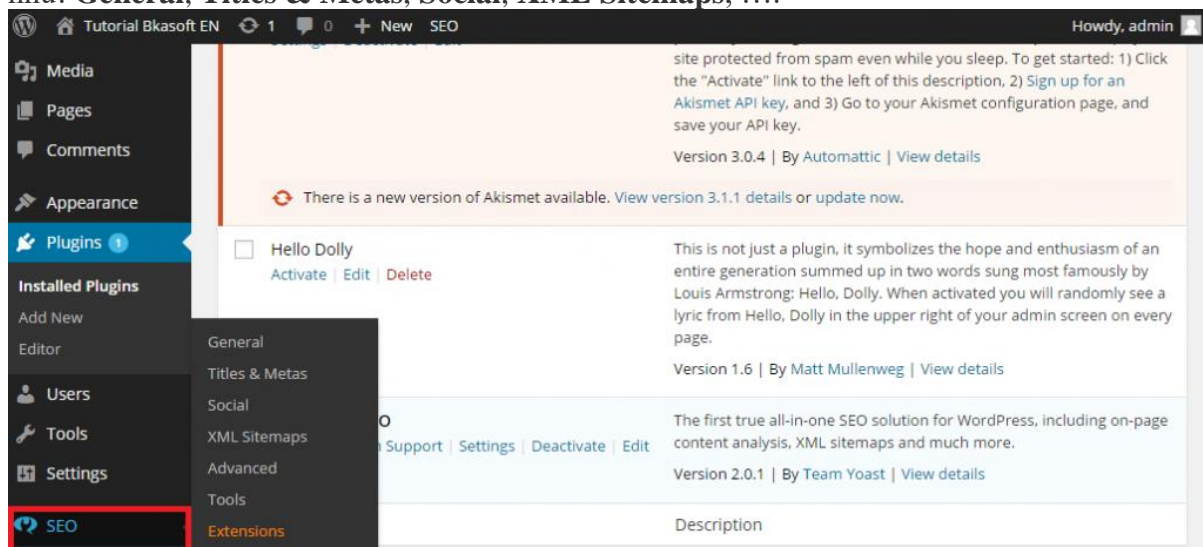 General, Titles & Metas, Social, XML Sitemaps, ….
Tutorial Bkasoft EN 1 0 + New SEO Howdy, admin
Media
Pages
Comments
Appearance
Plugins 1
Installed Plugins
Add New
Editor
Users
Tools
Settings
SEO
General
Titles & Metas
Social
XML Sitemaps
Advanced
Tools
Extensions
site protected from spam even while you sleep. To get started: 1) Click
the "Activate" link to the left of this description, 2) Sign up for an
Akismet API key, and 3) Go to your Akismet configuration page, and
save your API key.
Version 3.0.4 | By Automattic | View details
There is a new version of Akismet available. View version 3.1.1 details or update now.
Hello Dolly
Activate | Edit | Delete
This is not just a plugin, it symbolizes the hope and enthusiasm of an
entire generation summed up in two words sung most famously by
Louis Armstrong: Hello, Dolly. When activated you will randomly see a
lyric from Hello, Dolly in the upper right of your admin screen on every
page.
Version 1.6 | By Matt Mullenweg | View details
O
Support | Settings | Deactivate | Edit
The first true all-in-one SEO solution for WordPress, including on-page
content analysis, XML sitemaps and much more.
Version 2.0.1 | By Team Yoast | View details
Description